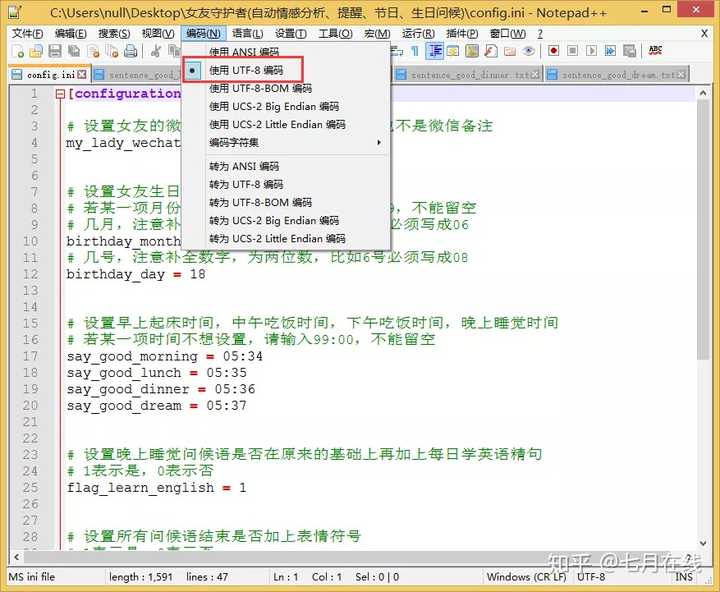 C:\Users\null\Desktop\女友守护者(自动情感分析、提醒、节日、生日问候)\config.ini - Notepad++
文件(F) 编辑(E) 搜索(S) 视图(V) 编码(N) 语言(L) 设置(T) 工具(O) 宏(M) 运行(R) 插件(P) 窗口(W) ? X
config.ini sentence_good_ sentence_good_dinner.txt sentence_good_dream.txt
使用 ANSI 编码
使用 UTF-8 编码
使用 UTF-8-BOM 编码
使用 UCS-2 Big Endian 编码
使用 UCS-2 Little Endian 编码
编码字符集
转为 ANSI 编码
转为 UTF-8 编码
转为 UTF-8-BOM 编码
转为 UCS-2 Big Endian 编码
转为 UCS-2 Little Endian 编码
1 [configuration
2
3 # 设置女友的微 也不是微信备注
4 my_lady_wechat
5
6
7 # 设置女友生日
8 # 若某一项月份 ，不能留空
9 # 几月，注意补 必须写成06
10 birthday_month
11 # 几号，注意补全数字，为两位数，比如6号必须写成08
12 birthday_day = 18
13
14
15 # 设置早上起床时间，中午吃饭时间，下午吃饭时间，晚上睡觉时间
16 # 若某一项时间不想设置，请输入99:00，不能留空
17 say_good_morning = 05:34
18 say_good_lunch = 05:35
19 say_good_dinner = 05:36
20 say_good_dream = 05:37
21
22
23 # 设置晚上睡觉问候语是否在原来的基础上再加上每日学英语精句
24 # 1表示是，0表示否
25 flag_learn_english = 1
26
27
28 # 设置所有问候语结束是否加上表情符号
知乎 @七月在线
MS ini file length : 1,591 lines : 47 Ln : 1 Col : 1 Sel : 0 | 0 Windows (CR LF) UTF-8 INS